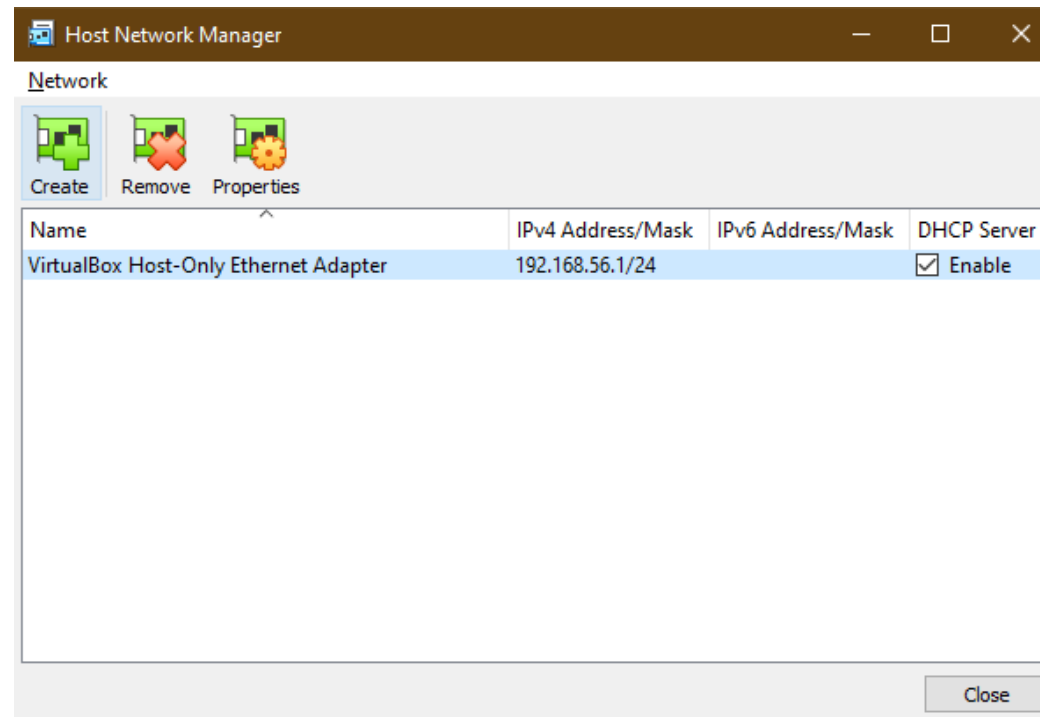 Host Network Manager
Network
Create Remove Properties
Name IPv4 Address/Mask IPv6 Address/Mask DHCP Server
VirtualBox Host-Only Ethernet Adapter 192.168.56.1/24 Enable
Close